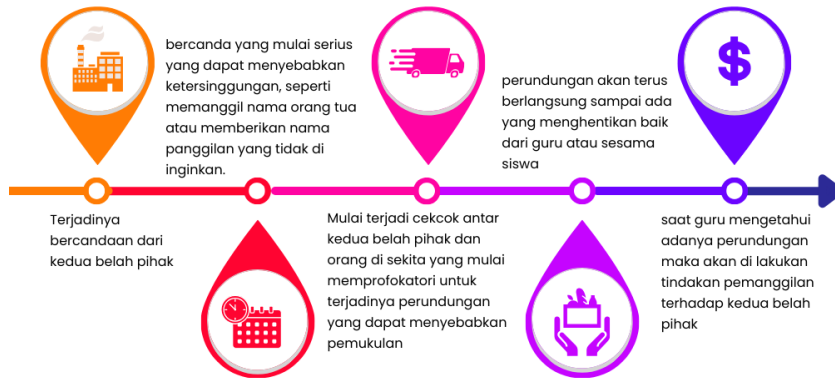 Terjadinya
bercandaan dari
kedua belah pihak
bercanda yang mulai serius
yang dapat menyebabkan
ketersinggungan, seperti
memanggil nama orang tua
atau memberikan nama
panggilan yang tidak di
inginkan.
Mulai terjadi cekcok antar
kedua belah pihak dan
orang di sekita yang mulai
memprofokatori untuk
terjadinya perundungan
yang dapat menyebabkan
pemukulan
perundungan akan terus
berlangsung sampai ada
yang menghentikan baik
dari guru atau sesama
siswa
$
saat guru mengetahui
adanya perundungan
maka akan di lakukan
tindakan pemanggilan
terhadap kedua belah
pihak